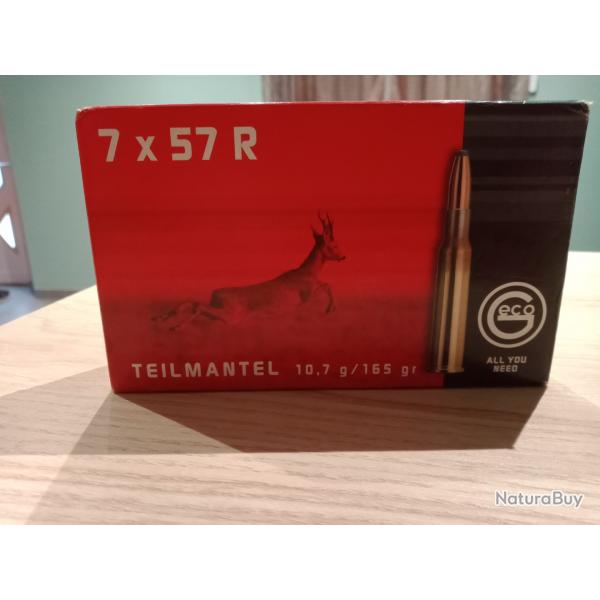 7 x 57 R
Geco
ALL YOU
NEED
TEILMANTEL 10,7 g/165 gr
NaturaBuy